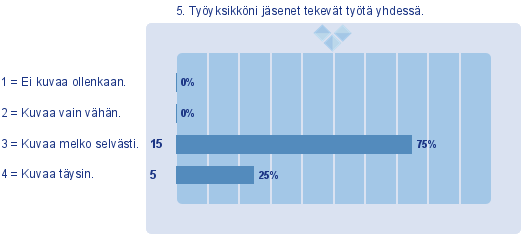 5. Työyksikköni jäsenet tekevät työtä yhdessä.
1 = Ei kuvaa ollenkaan. 0%
2 = Kuvaa vain vähän. 0%
3 = Kuvaa melko selvästi. 15 75%
4 = Kuvaa täysin. 5 25%